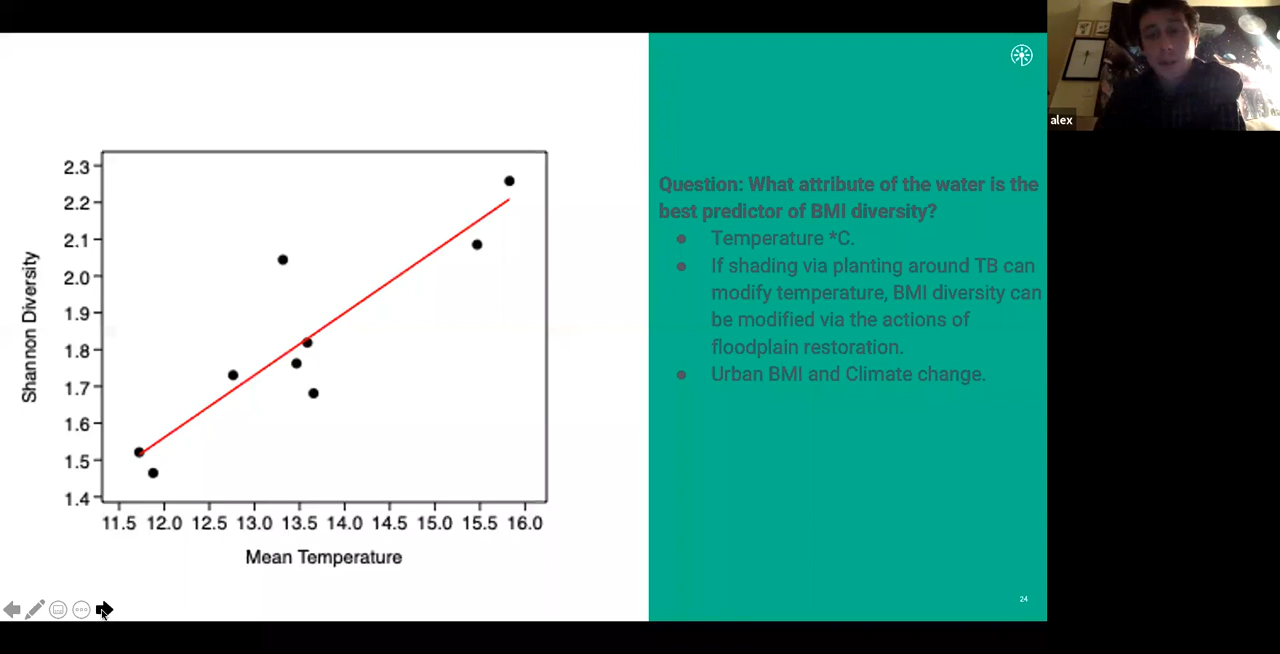 alex
Question: What attribute of the water is the
best predictor of BMI diversity?
● Temperature *C.
● If shading via planting around TB can
modify temperature, BMI diversity can
be modified via the actions of
floodplain restoration.
● Urban BMI and Climate change.
2.3
2.2
2.1
2.0
1.9
1.8
1.7
1.6
1.5
1.4
Shannon Diversity
11.5 12.0 12.5 13.0 13.5 14.0 14.5 15.0 15.5 16.0
Mean Temperature
24